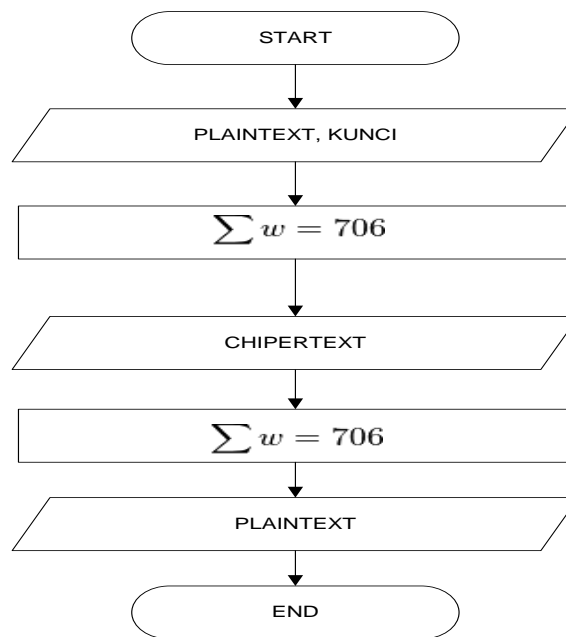 START
PLAINTEXT, KUNCI
∑ w = 706
CHIPERTEXT
∑ w = 706
PLAINTEXT
END